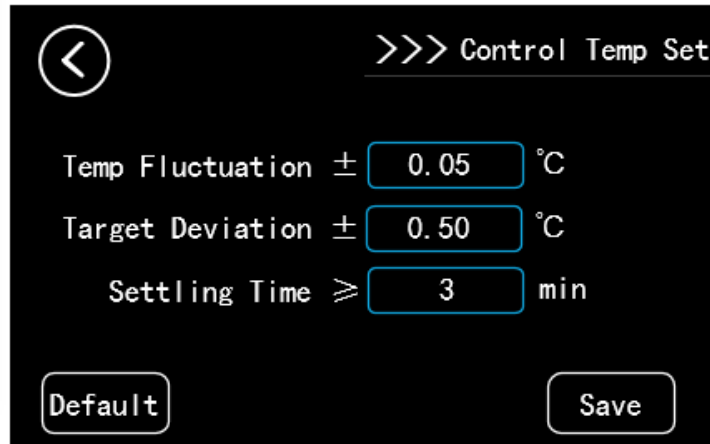 >>> Control Temp Set
Temp Fluctuation ± 0.05 ℃
Target Deviation ± 0.50 ℃
Settling Time ⩾ 3 min
Default
Save